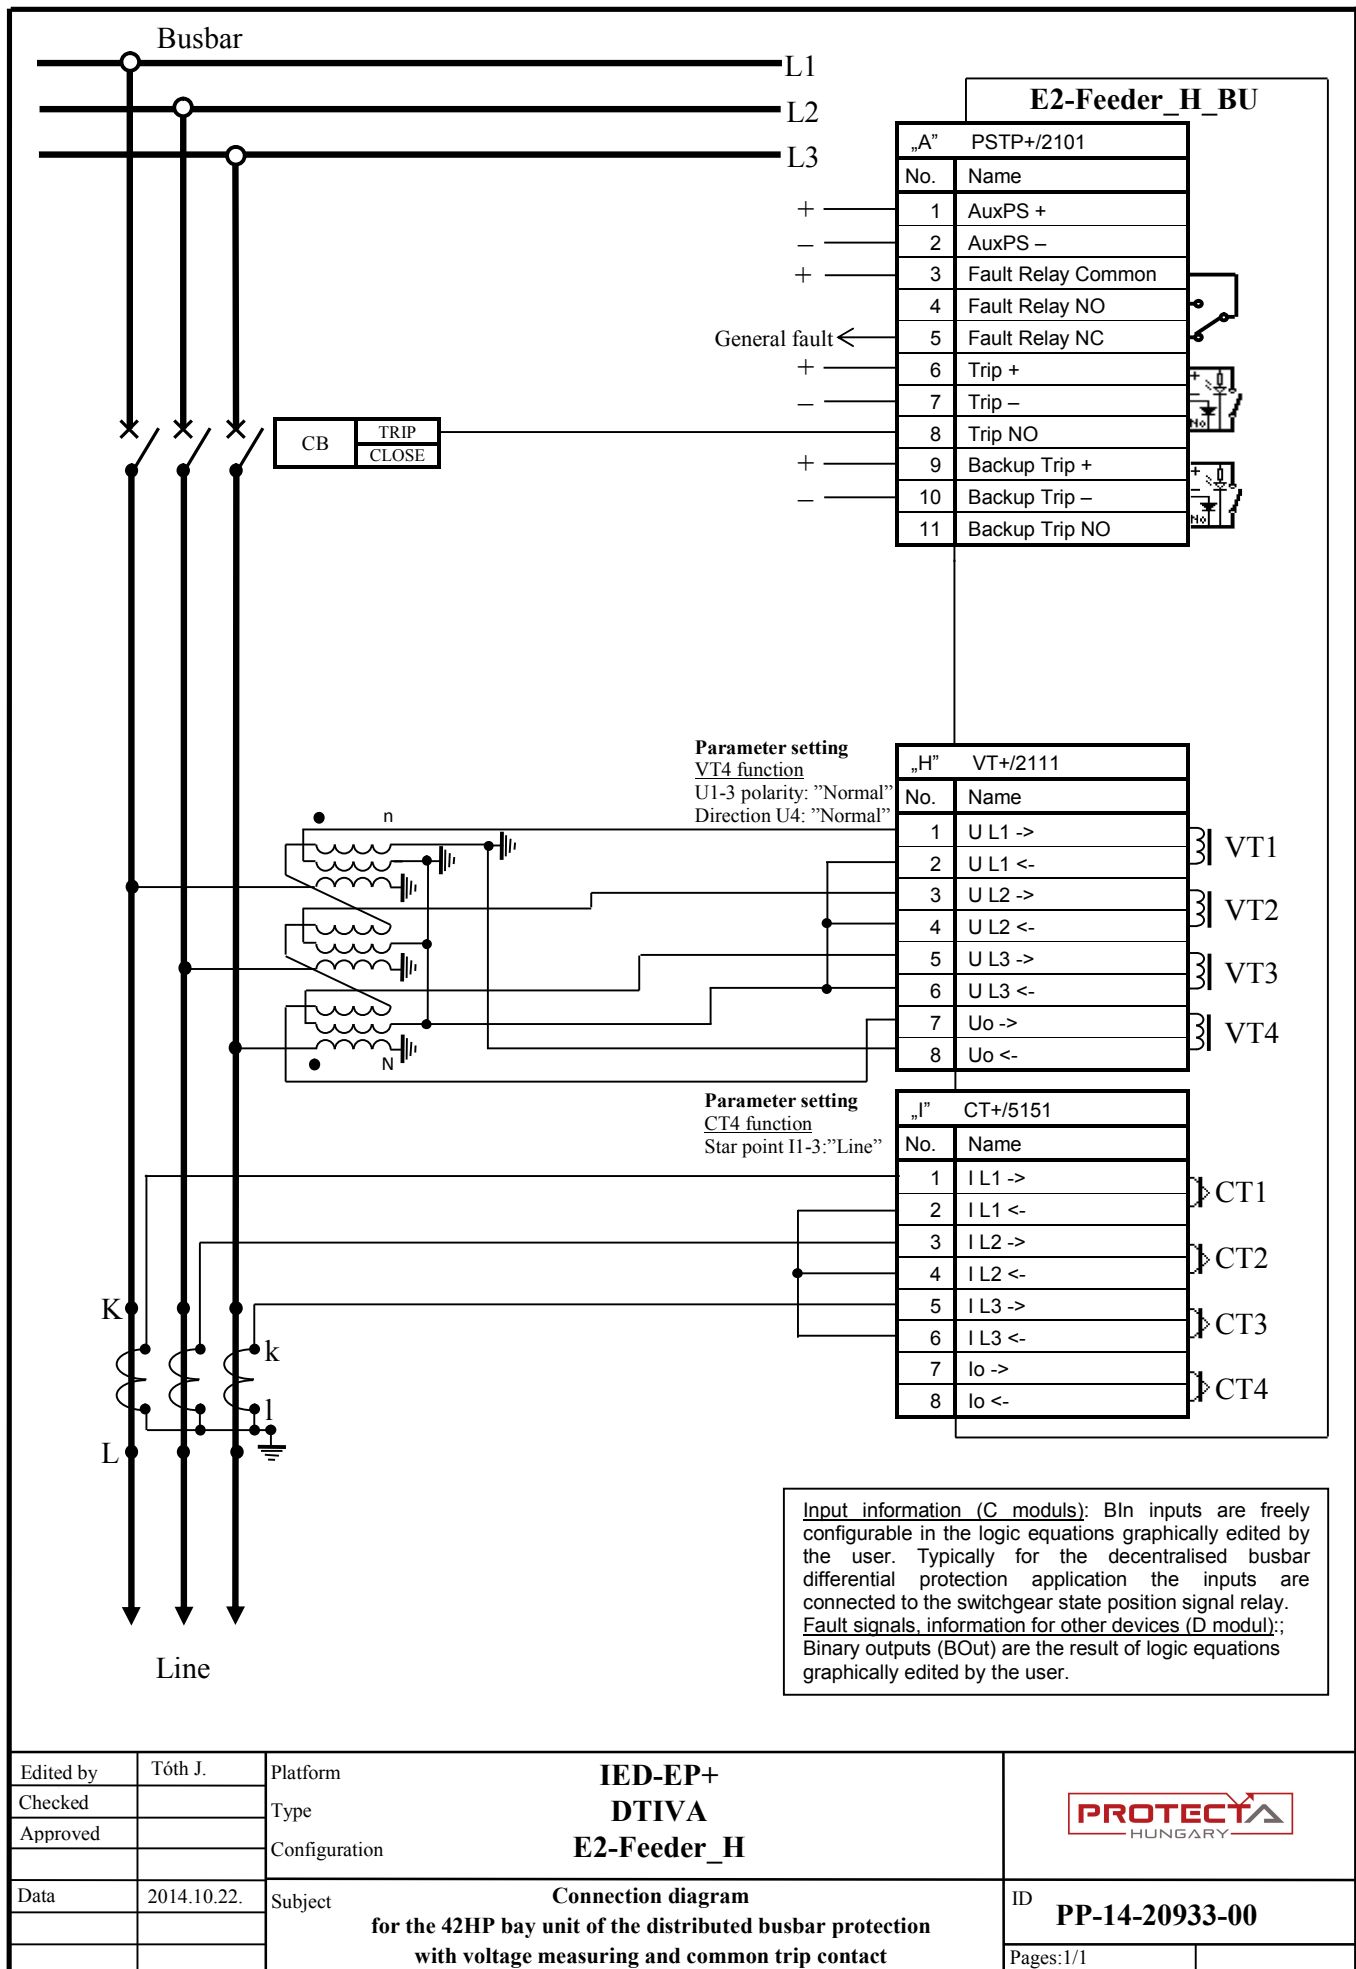 Busbar
L1
L2
L3
E2-Feeder_H_BU
„A” PSTP+/2101
No. Name
+ 1 AuxPS +
– 2 AuxPS –
+ 3 Fault Relay Common
4 Fault Relay NO
General fault 5 Fault Relay NC
+ 6 Trip +
– 7 Trip –
8 Trip NO
+ 9 Backup Trip +
– 10 Backup Trip –
11 Backup Trip NO
+
–
No
+
–
No
CB TRIP
CLOSE
Parameter setting
VT4 function
U1-3 polarity: ”Normal”
Direction U4: ”Normal”
„H” VT+/2111
No. Name
1 U L1 -> VT1
2 U L1 <-
3 U L2 -> VT2
4 U L2 <-
5 U L3 -> VT3
6 U L3 <-
7 Uo -> VT4
8 Uo <-
n
N
Parameter setting
CT4 function
Star point I1-3:”Line”
„I” CT+/5151
No. Name
1 I L1 -> CT1
2 I L1 <-
3 I L2 -> CT2
4 I L2 <-
5 I L3 -> CT3
6 I L3 <-
7 Io -> CT4
8 Io <-
K
k
l
L
Line
Input information (C moduls): BIn inputs are freely
configurable in the logic equations graphically edited by
the user. Typically for the decentralised busbar
differential protection application the inputs are
connected to the switchgear state position signal relay.
Fault signals, information for other devices (D modul):;
Binary outputs (BOut) are the result of logic equations
graphically edited by the user.
Edited by Tóth J.
Checked
Approved
Data 2014.10.22.
Platform IED-EP+
Type DTIVA
Configuration E2-Feeder_H
Subject Connection diagram
for the 42HP bay unit of the distributed busbar protection
with voltage measuring and common trip contact
PROTECTA
HUNGARY
ID PP-14-20933-00
Pages:1/1